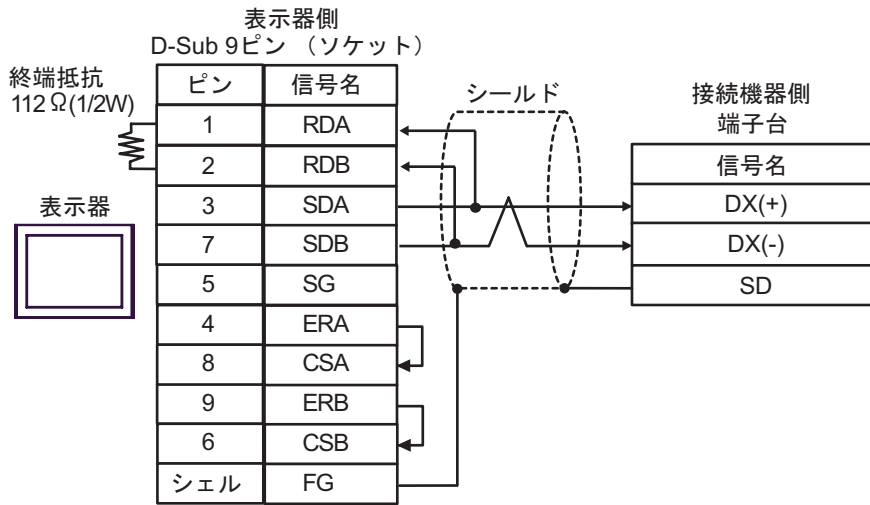 表示器側
D-Sub 9ピン （ソケット）
終端抵抗
112 Ω(1/2W)
表示器
ピン 信号名
1 RDA
2 RDB
3 SDA
7 SDB
5 SG
4 ERA
8 CSA
9 ERB
6 CSB
シェル FG
シールド
接続機器側
端子台
信号名
DX(+)
DX(-)
SD